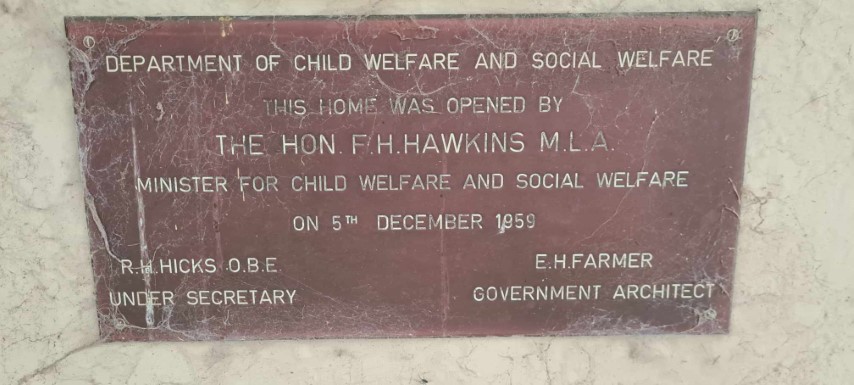 DEPARTMENT OF CHILD WELFARE AND SOCIAL WELFARE
THIS HOME WAS OPENED BY
THE HON. F.H.HAWKINS M.L.A.
MINISTER FOR CHILD WELFARE AND SOCIAL WELFARE
ON 5TH DECEMBER 1959
R.H.HICKS O.B.E.
UNDER SECRETARY
E.H.FARMER
GOVERNMENT ARCHITECT